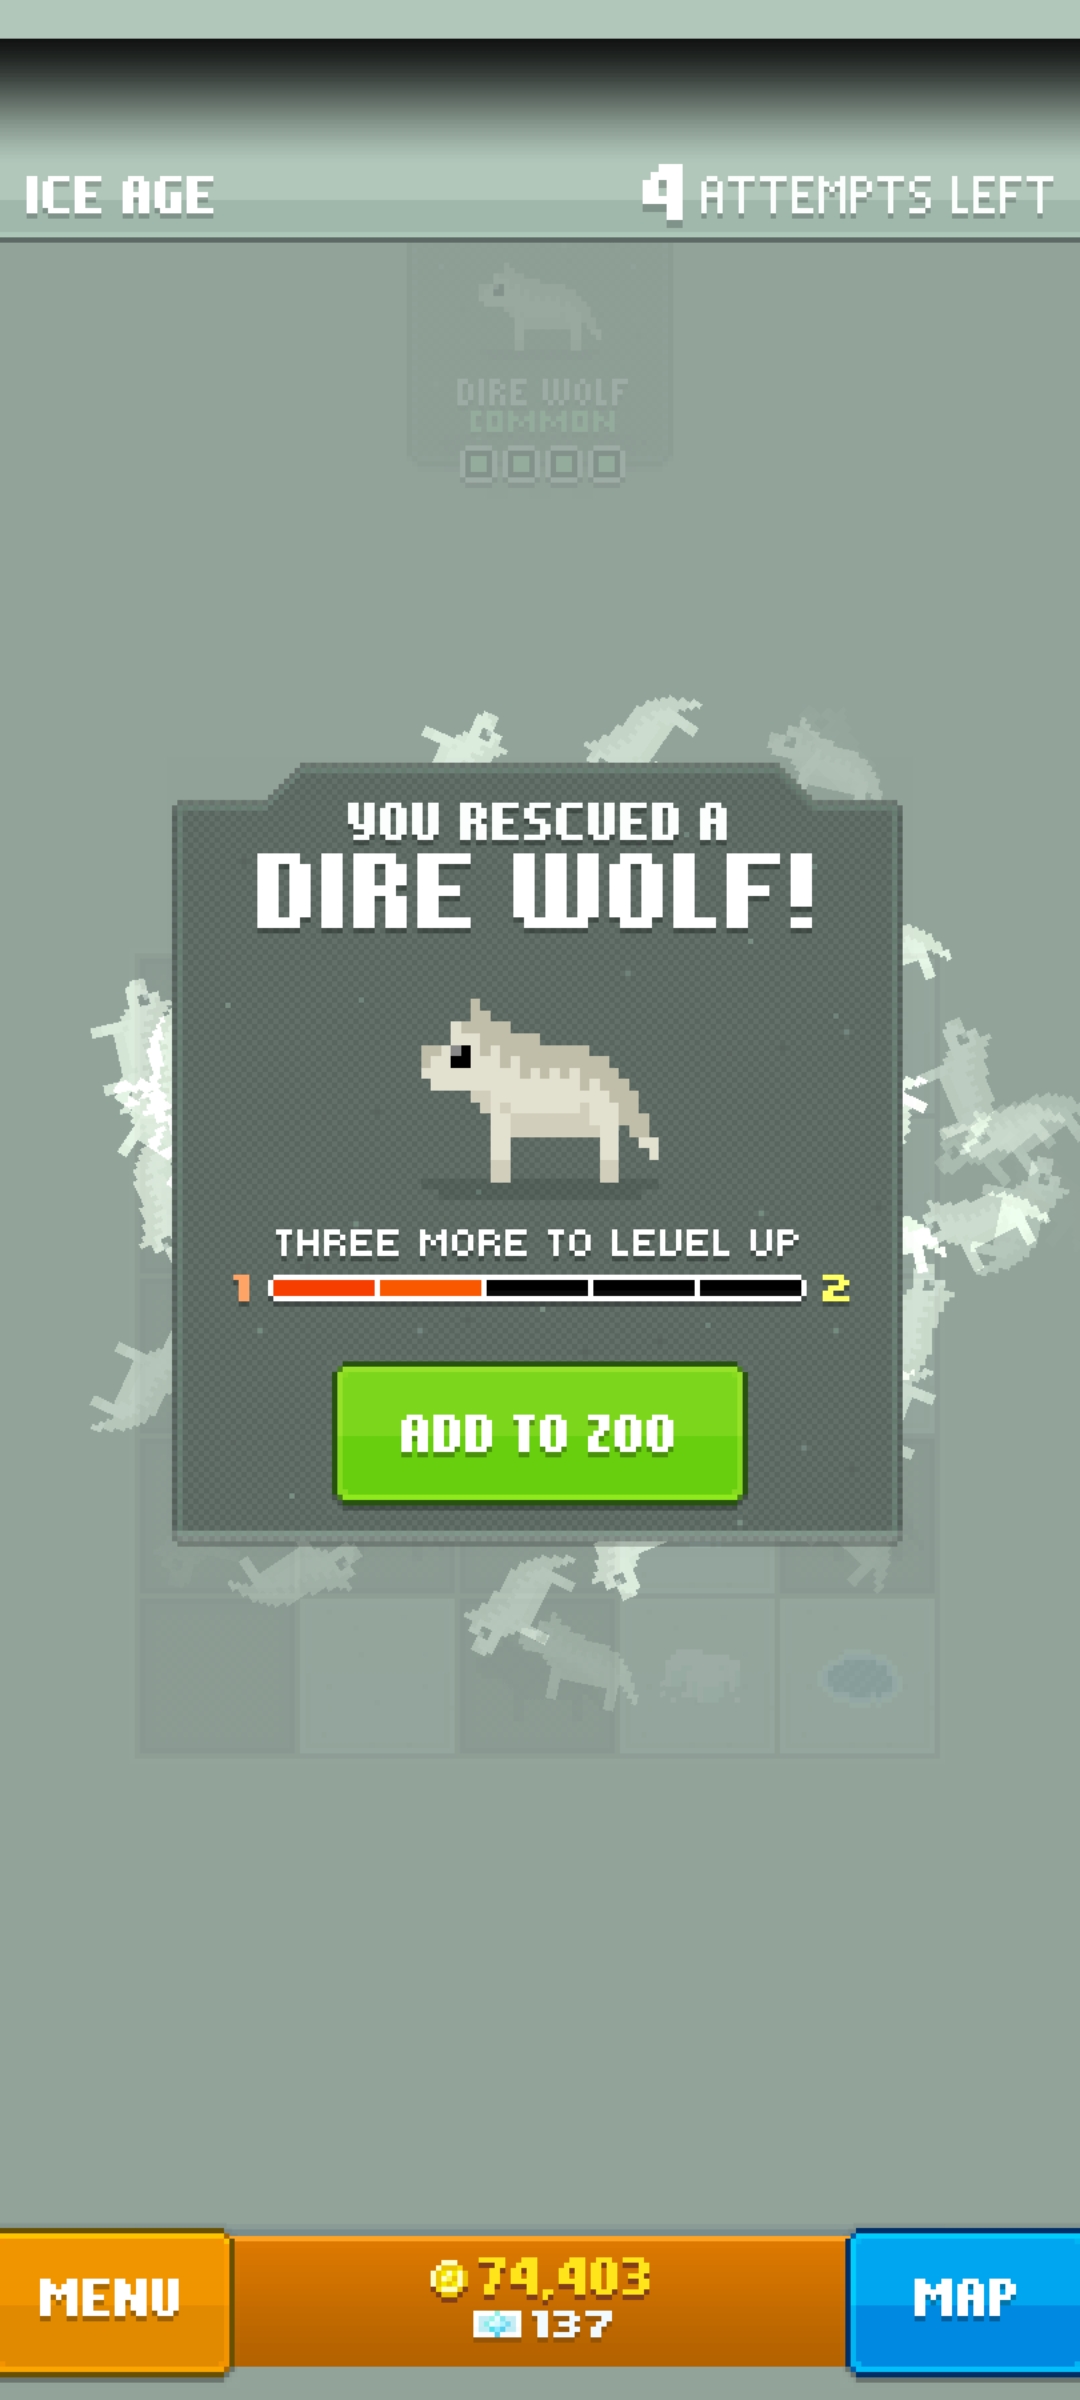 ICE AGE
4 ATTEMPTS LEFT
DIRE WOLF
COMMON
YOU RESCUED A
DIRE WOLF!
THREE MORE TO LEVEL UP
1 2
ADD TO ZOO
MENU
74,403
137
MAP